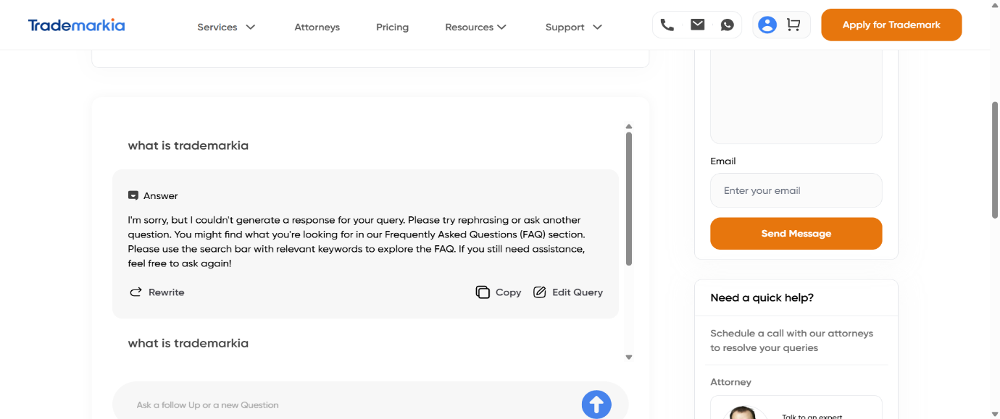 Trademarkia
Services
Attorneys
Pricing
Resources
Support
Apply for Trademark
what is trademarkia
Answer
I'm sorry, but I couldn't generate a response for your query. Please try rephrasing or ask another
question. You might find what you're looking for in our Frequently Asked Questions (FAQ) section.
Please use the search bar with relevant keywords to explore the FAQ. If you still need assistance,
feel free to ask again!
Rewrite
Copy
Edit Query
what is trademarkia
Ask a follow Up or a new Question
Email
Enter your email
Send Message
Need a quick help?
Schedule a call with our attorneys
to resolve your queries
Attorney
Talk to an expert